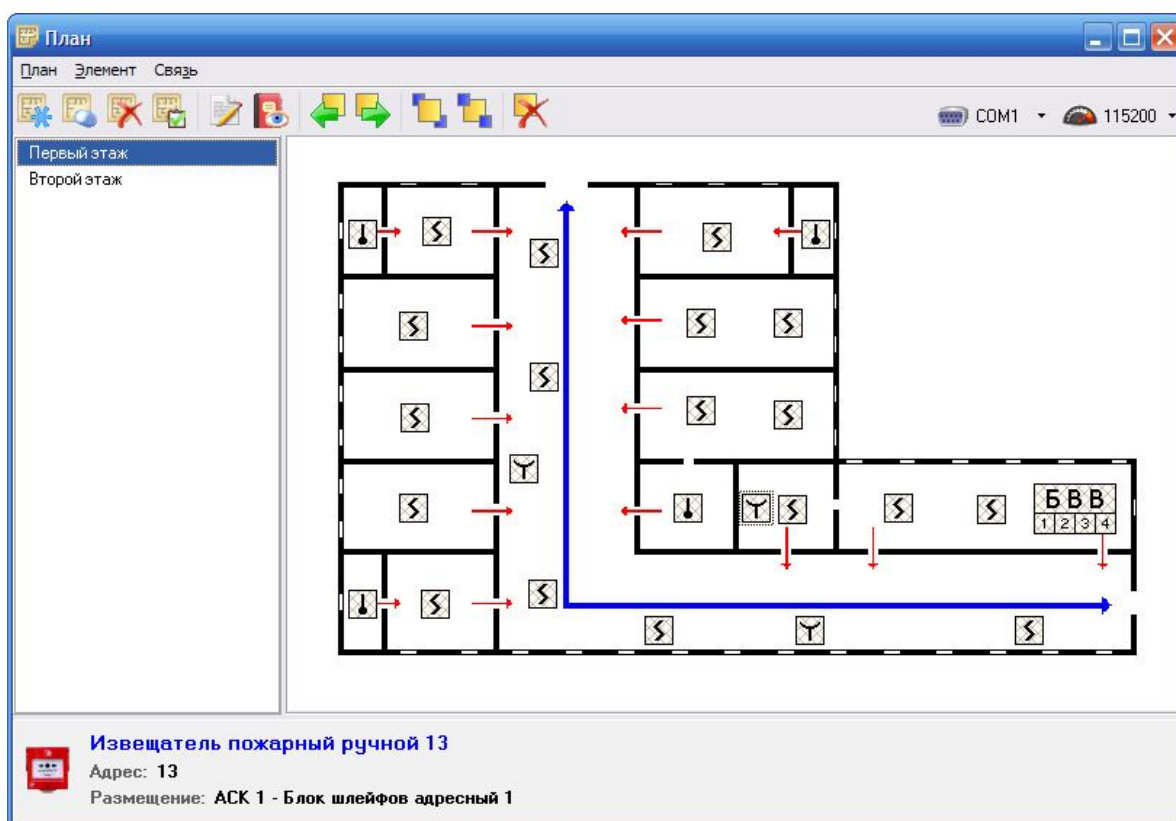 План
План Элемент Связь
COM1 115200
Первый этаж
Второй этаж
БВВ
1 2 3 4
Извещатель пожарный ручной 13
Адрес: 13
Размещение: АСК 1 - Блок шлейфов адресный 1